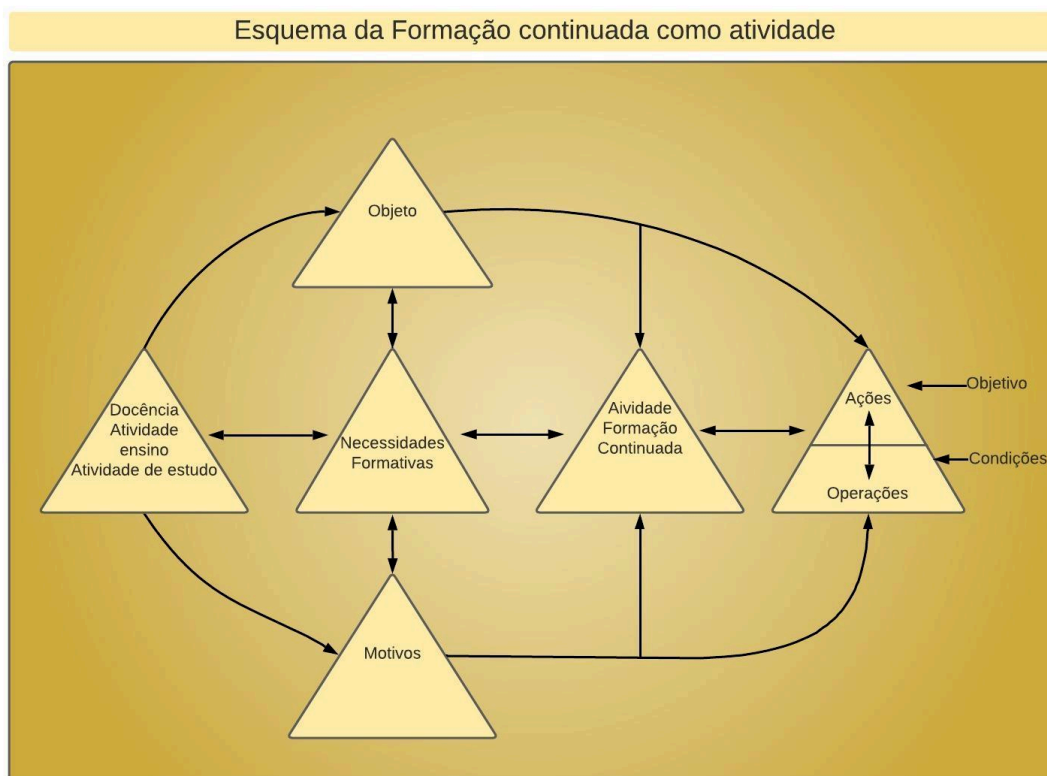 Esquema da Formação continuada como atividade
Objeto
Docência
Atividade
ensino
Atividade de estudo
Necessidades
Formativas
Aividade
Formação
Continuada
Ações
Operações
Objetivo
Condições
Motivos